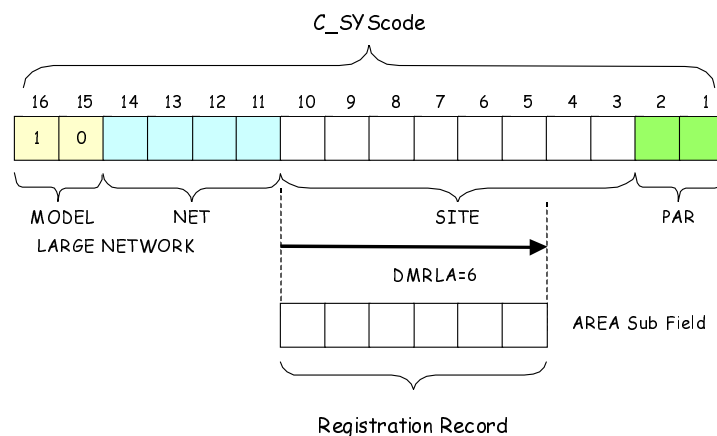 C_SYScode
16 15 14 13 12 11 10 9 8 7 6 5 4 3 2 1
1 0
MODEL NET SITE PAR
LARGE NETWORK
DMRLA=6
AREA Sub Field
Registration Record